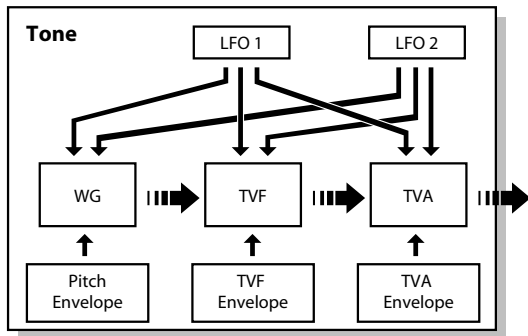 Tone
LFO 1
LFO 2
WG
TVF
TVA
Pitch
Envelope
TVF
Envelope
TVA
Envelope